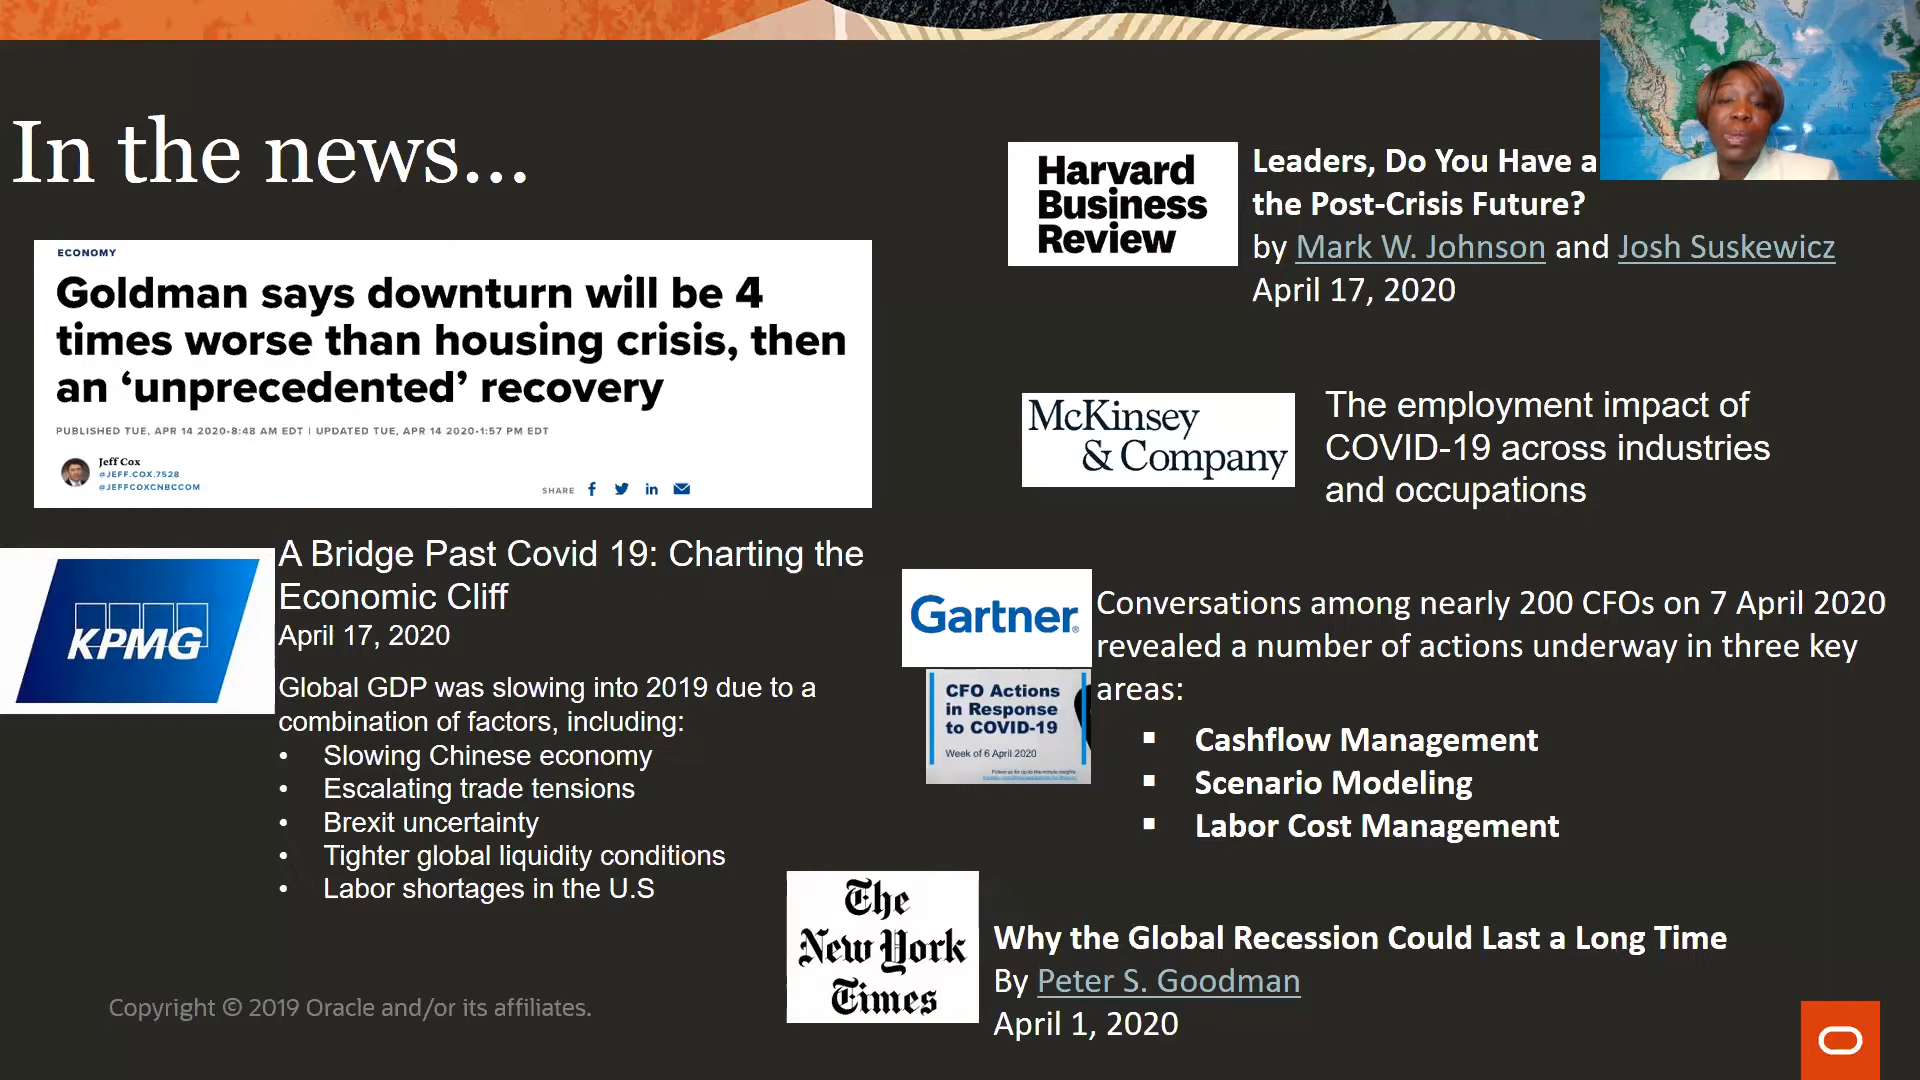 In the news...
ECONOMY
Goldman says downturn will be 4
times worse than housing crisis, then
an ‘unprecedented’ recovery
PUBLISHED TUE, APR 14 2020•8:48 AM EDT | UPDATED TUE, APR 14 2020•1:57 PM EDT
Jeff Cox
@JEFF.COX.7528
@JEFFCOXCNBCCOM
SHARE
KPMG
A Bridge Past Covid 19: Charting the
Economic Cliff
April 17, 2020
Global GDP was slowing into 2019 due to a
combination of factors, including:
• Slowing Chinese economy
• Escalating trade tensions
• Brexit uncertainty
• Tighter global liquidity conditions
• Labor shortages in the U.S
Harvard
Business
Review
Leaders, Do You Have a
the Post-Crisis Future?
by Mark W. Johnson and Josh Suskewicz
April 17, 2020
McKinsey
& Company
The employment impact of
COVID-19 across industries
and occupations
Gartner®
CFO Actions
in Response
to COVID-19
Week of 6 April 2020
Conversations among nearly 200 CFOs on 7 April 2020
revealed a number of actions underway in three key
areas:
▪ Cashflow Management
▪ Scenario Modeling
▪ Labor Cost Management
The
New York
Times
Why the Global Recession Could Last a Long Time
By Peter S. Goodman
April 1, 2020
Copyright © 2019 Oracle and/or its affiliates.